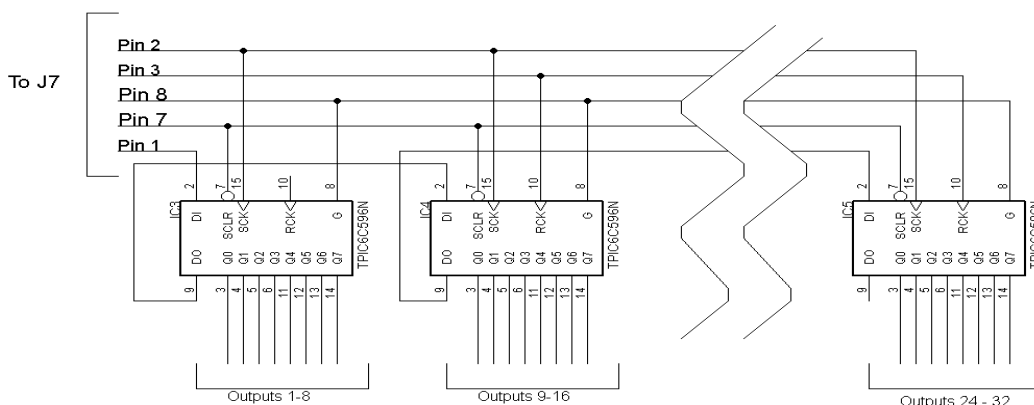 Pin 2
Pin 3
To J7
Pin 8
Pin 7
Pin 1
2 7 15 10 8
2 7 15 10 8
2 7 15 10 8
IC3 DI SCLR SCK RCK G TPIC6C596N
DO Q0 Q1 Q2 Q3 Q4 Q5 Q6 Q7
IC4 DI SCLR SCK RCK G TPIC6C596N
DO Q0 Q1 Q2 Q3 Q4 Q5 Q6 Q7
IC5 DI SCLR SCK RCK G TPIC6C596N
DO Q0 Q1 Q2 Q3 Q4 Q5 Q6 Q7
9 3 4 5 6 11 12 13 14
9 3 4 5 6 11 12 13 14
9 3 4 5 6 11 12 13 14
Outputs 1-8
Outputs 9-16
Outputs 24 - 32